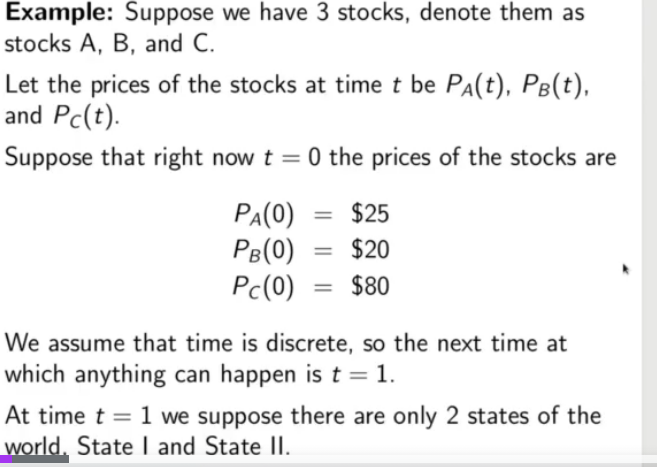 Example: Suppose we have 3 stocks, denote them as
stocks A, B, and C.
Let the prices of the stocks at time t be P_A(t), P_B(t),
and P_C(t).
Suppose that right now t = 0 the prices of the stocks are
P_A(0) = $25
P_B(0) = $20
P_C(0) = $80
We assume that time is discrete, so the next time at
which anything can happen is t = 1.
At time t = 1 we suppose there are only 2 states of the
world, State I and State II.